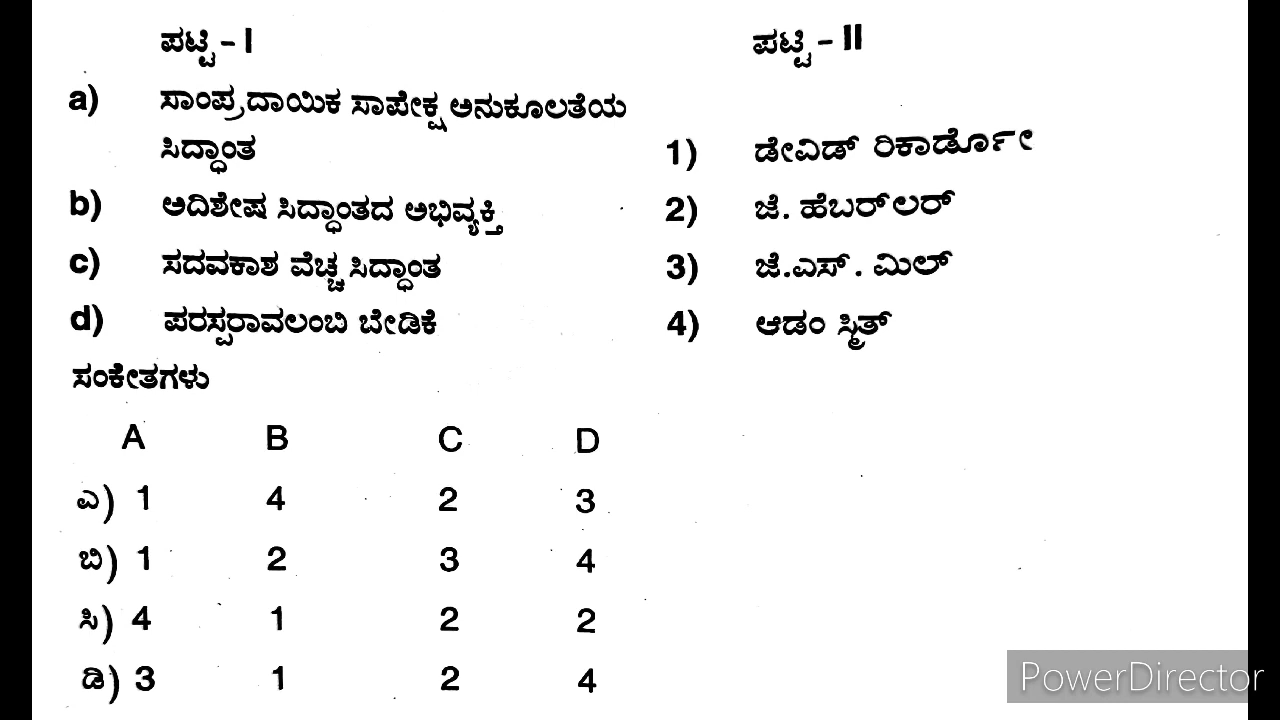 ಪಟ್ಟಿ – I ಪಟ್ಟಿ – II
a) ಸಾಂಪ್ರದಾಯಿಕ ಸಾಪೇಕ್ಷ ಅನುಕೂಲತೆಯ
ಸಿದ್ಧಾಂತ 1) ಡೇವಿಡ್ ರಿಕಾರ್ಡೋ
b) ಅದಿಶೇಷ ಸಿದ್ಧಾಂತದ ಅಭಿವ್ಯಕ್ತಿ 2) ಜೆ. ಹೆಬರ್‌ಲರ್
c) ಸದವಕಾಶ ವೆಚ್ಚ ಸಿದ್ಧಾಂತ 3) ಜೆ.ಎಸ್. ಮಿಲ್
d) ಪರಸ್ಪರಾವಲಂಬಿ ಬೇಡಿಕೆ 4) ಆಡಂ ಸ್ಮಿತ್
ಸಂಕೇತಗಳು
A B C D
ಎ) 1 4 2 3
ಬಿ) 1 2 3 4
ಸಿ) 4 1 2 2
ಡಿ) 3 1 2 4
PowerDirector